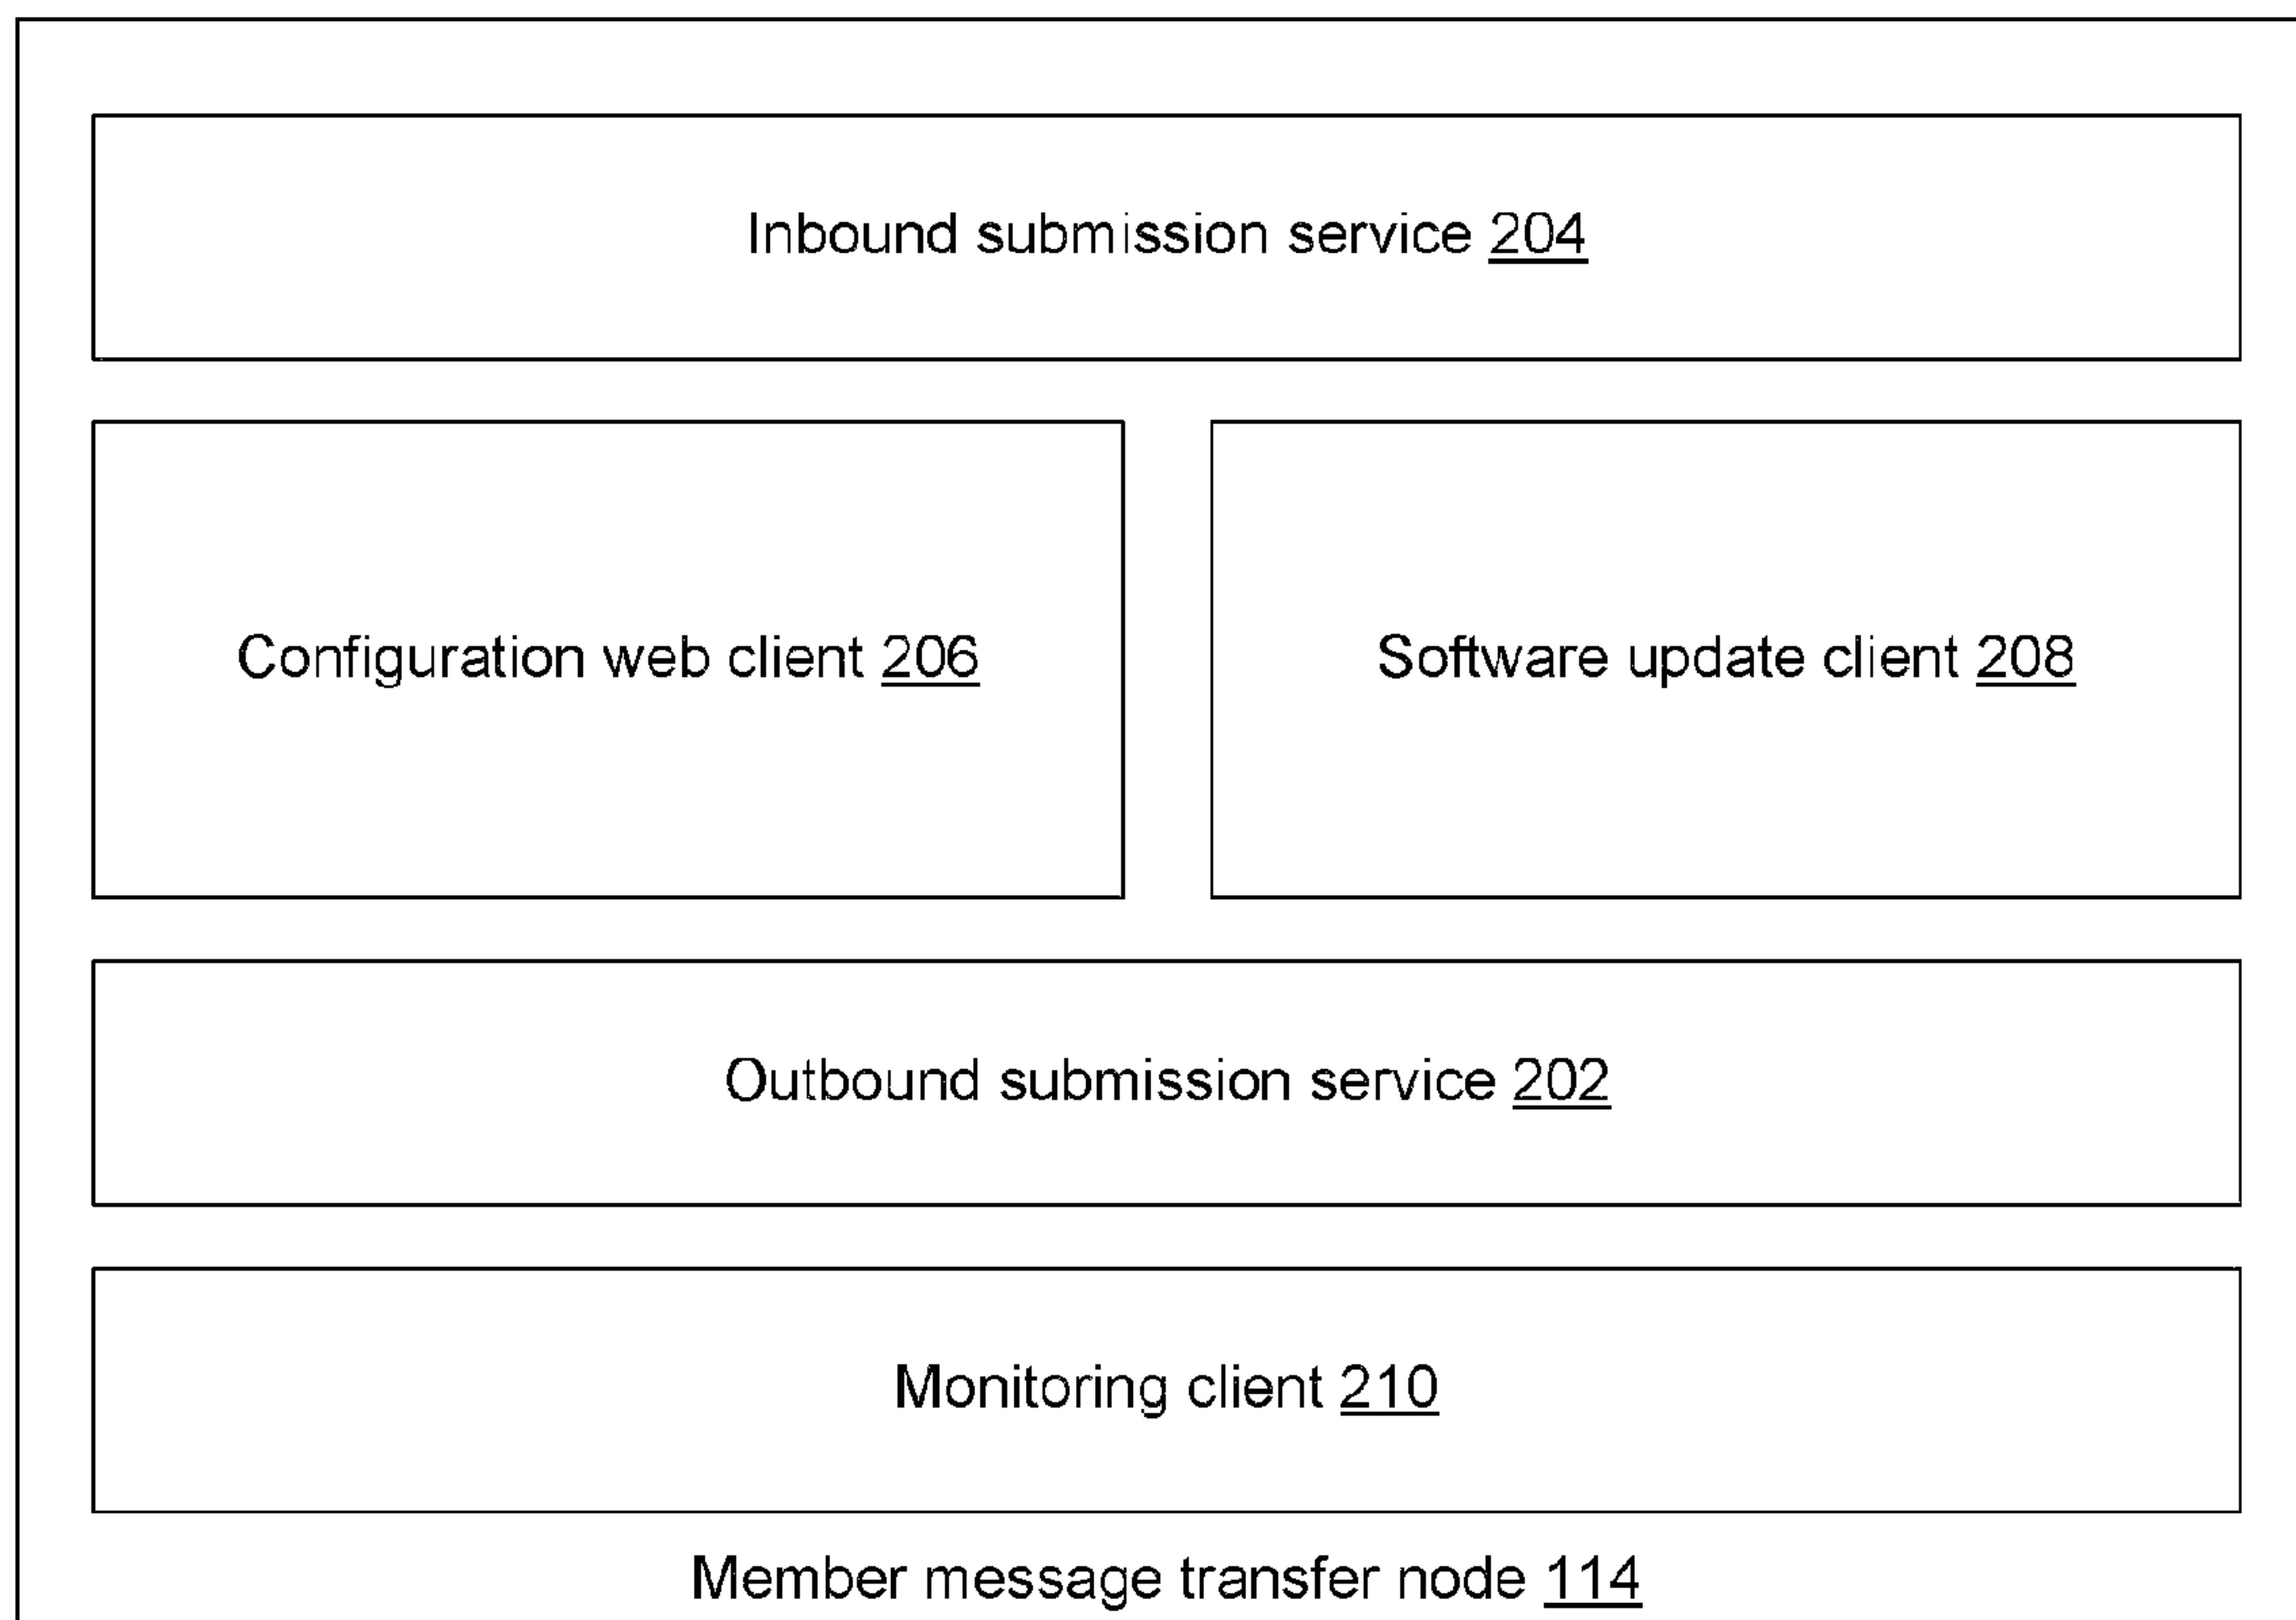 Inbound submission service 204
Configuration web client 206
Software update client 208
Outbound submission service 202
Monitoring client 210
Member message transfer node 114